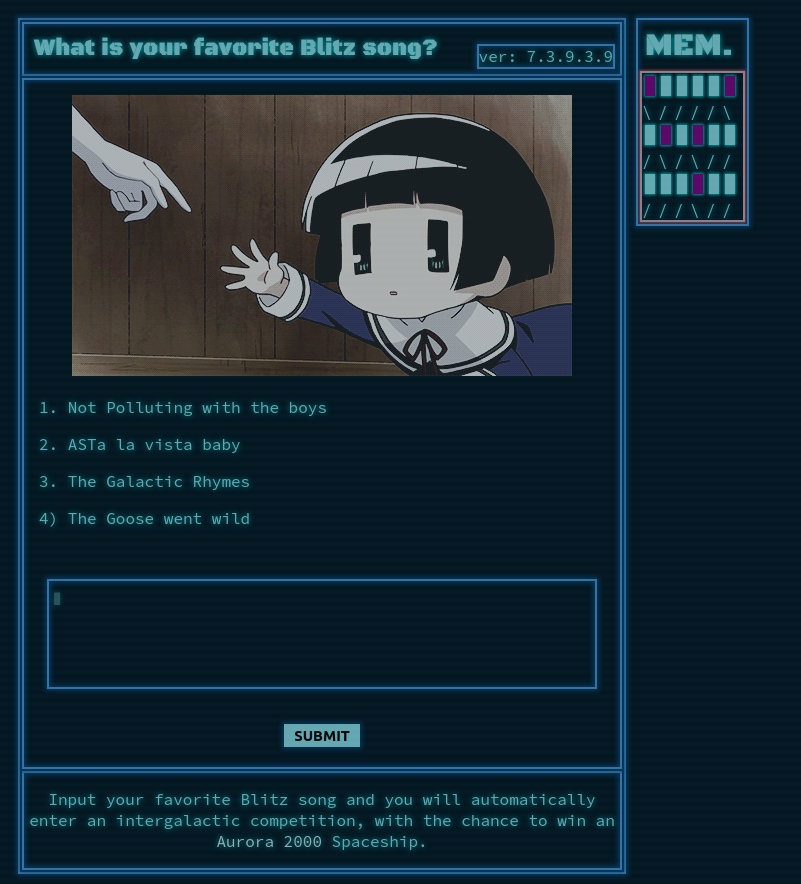 What is your favorite Blitz song?
ver: 7.3.9.3.9
MEM.
\ / / / / \
/ \ / \ / /
/ / / \ / /
1. Not Polluting with the boys
2. ASTa la vista baby
3. The Galactic Rhymes
4) The Goose went wild
SUBMIT
Input your favorite Blitz song and you will automatically
enter an intergalactic competition, with the chance to win an
Aurora 2000 Spaceship.